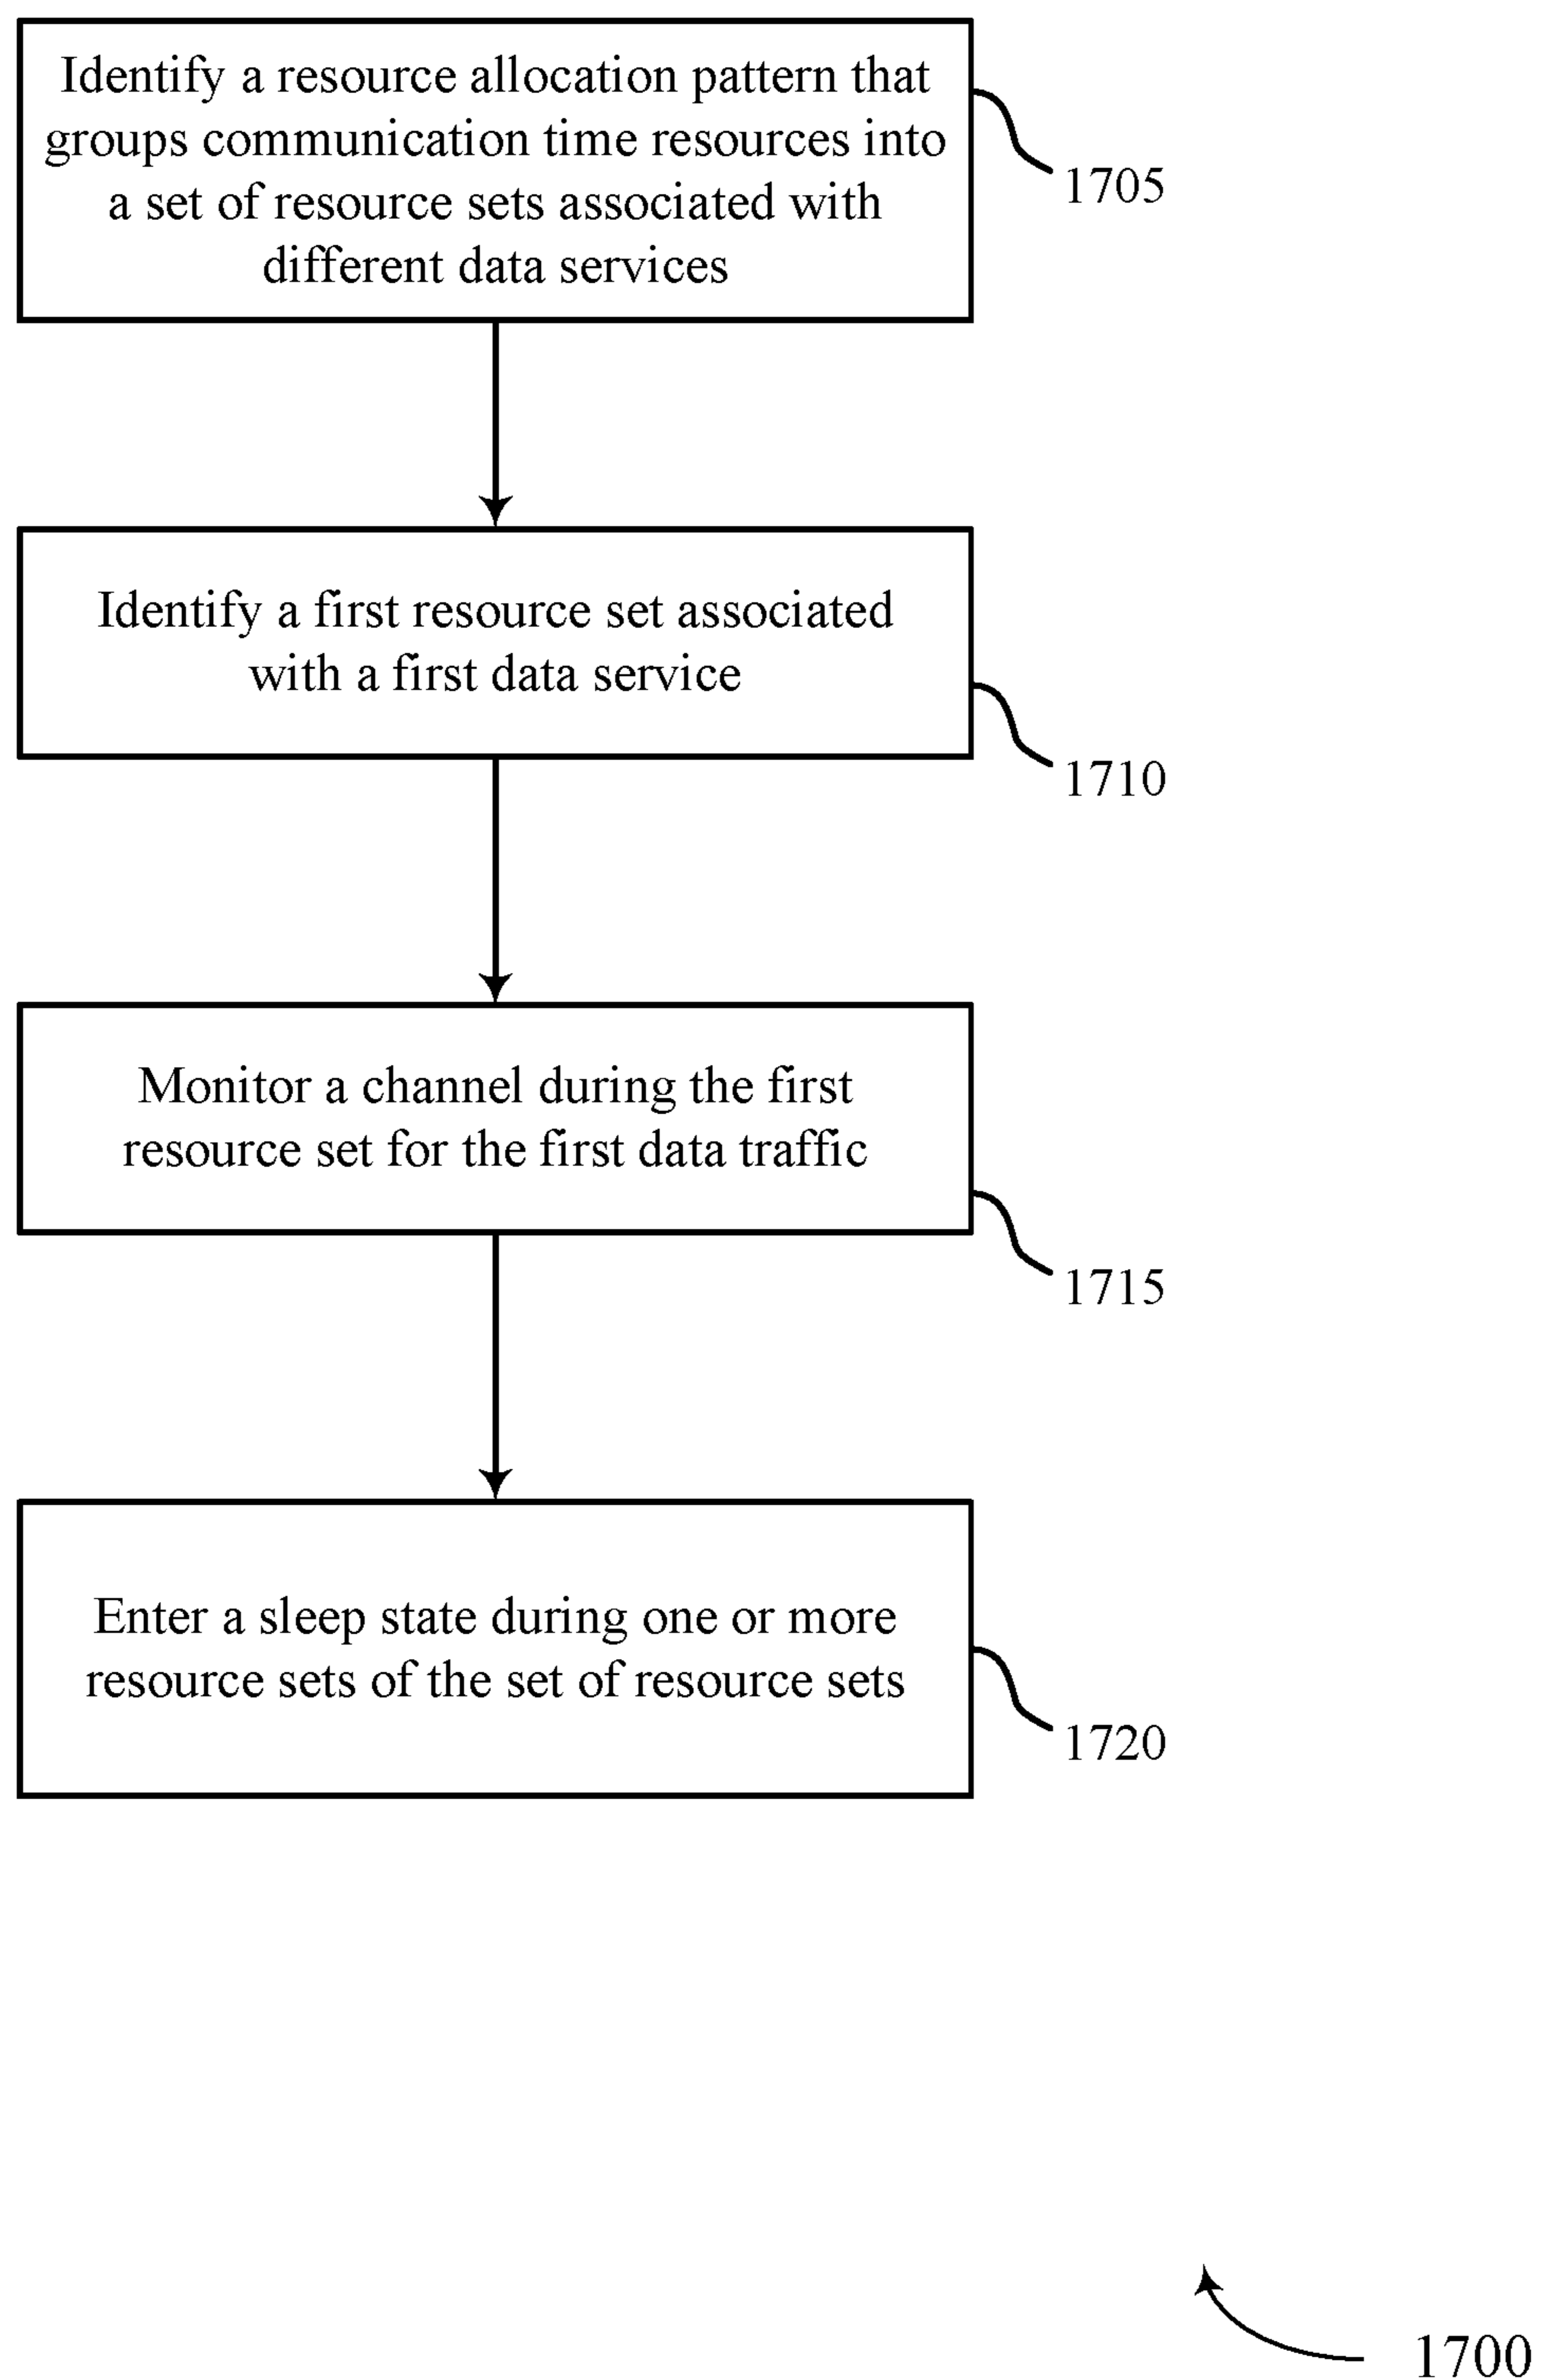 Identify a resource allocation pattern that
groups communication time resources into
a set of resource sets associated with
different data services
1705
Identify a first resource set associated
with a first data service
1710
Monitor a channel during the first
resource set for the first data traffic
1715
Enter a sleep state during one or more
resource sets of the set of resource sets
1720
1700